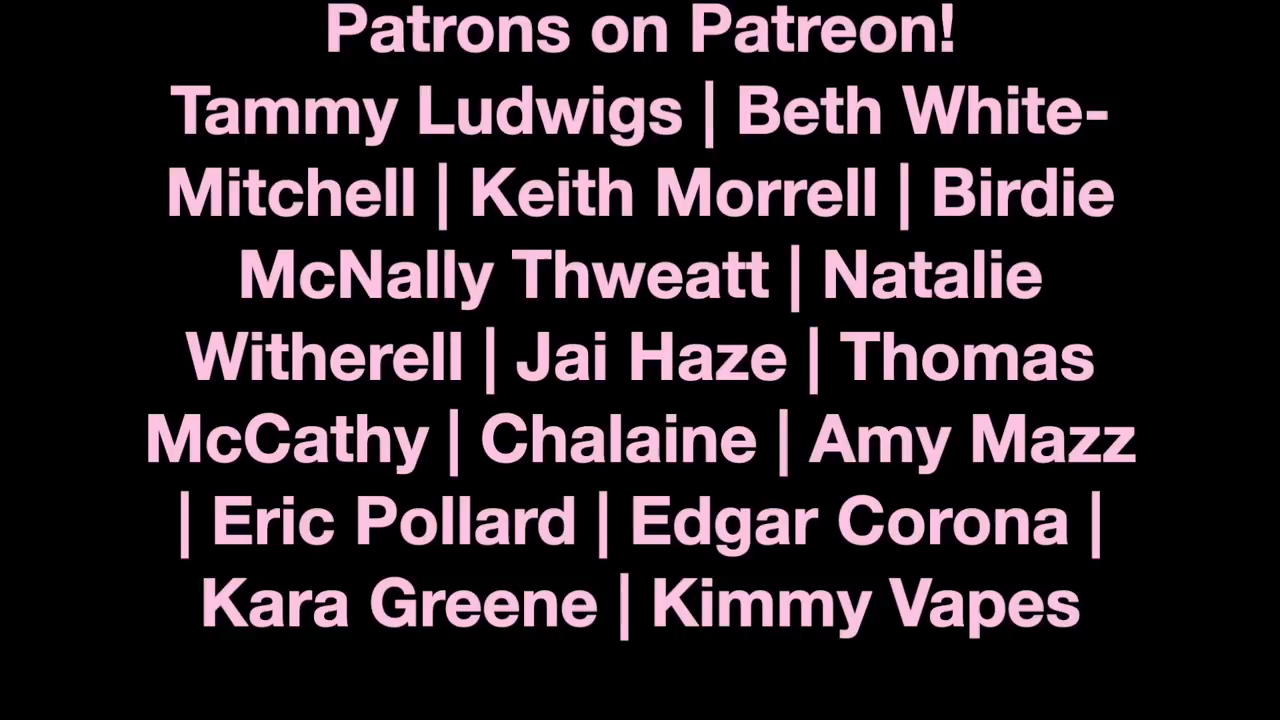 Patrons on Patreon!
Tammy Ludwigs | Beth White-
Mitchell | Keith Morrell | Birdie
McNally Thweatt | Natalie
Witherell | Jai Haze | Thomas
McCathy | Chalaine | Amy Mazz
| Eric Pollard | Edgar Corona |
Kara Greene | Kimmy Vapes